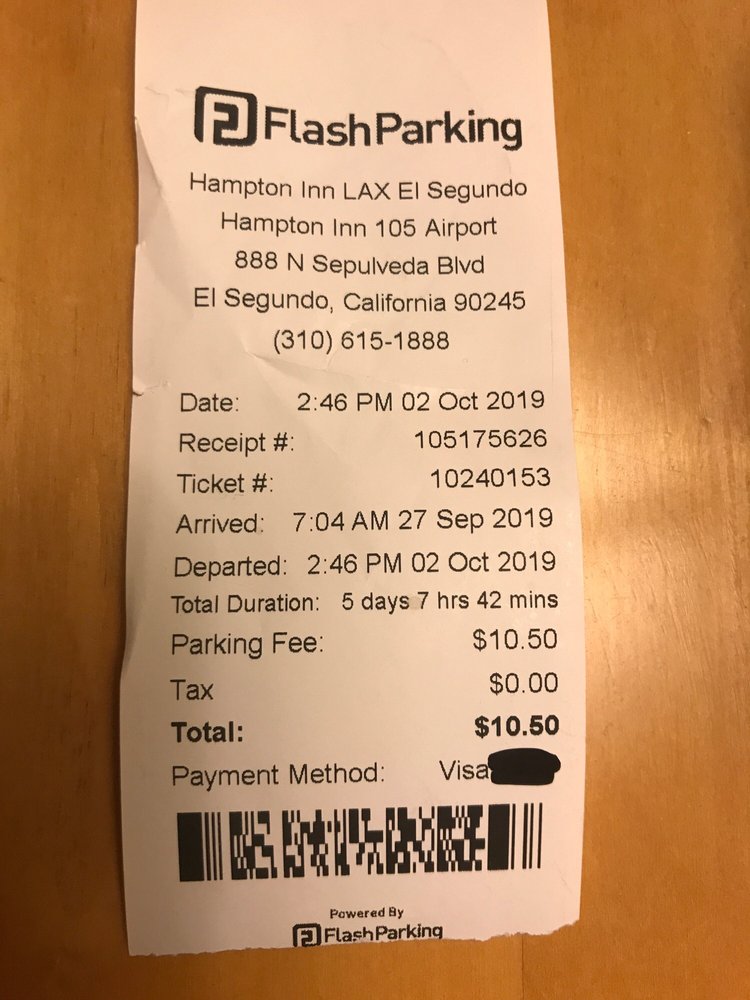 FlashParking
Hampton Inn LAX El Segundo
Hampton Inn 105 Airport
888 N Sepulveda Blvd
El Segundo, California 90245
(310) 615-1888
Date: 2:46 PM 02 Oct 2019
Receipt #: 105175626
Ticket #: 10240153
Arrived: 7:04 AM 27 Sep 2019
Departed: 2:46 PM 02 Oct 2019
Total Duration: 5 days 7 hrs 42 mins
Parking Fee: $10.50
Tax $0.00
Total: $10.50
Payment Method: Visa
Powered By
FlashParking